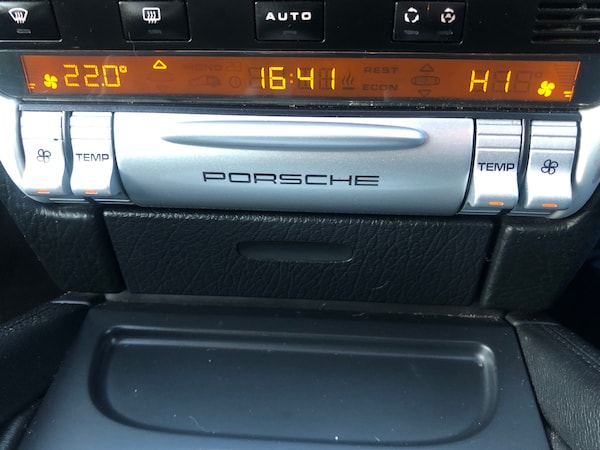 AUTO
22.0° 16:41 REST HI
ECON
TEMP PORSCHE TEMP